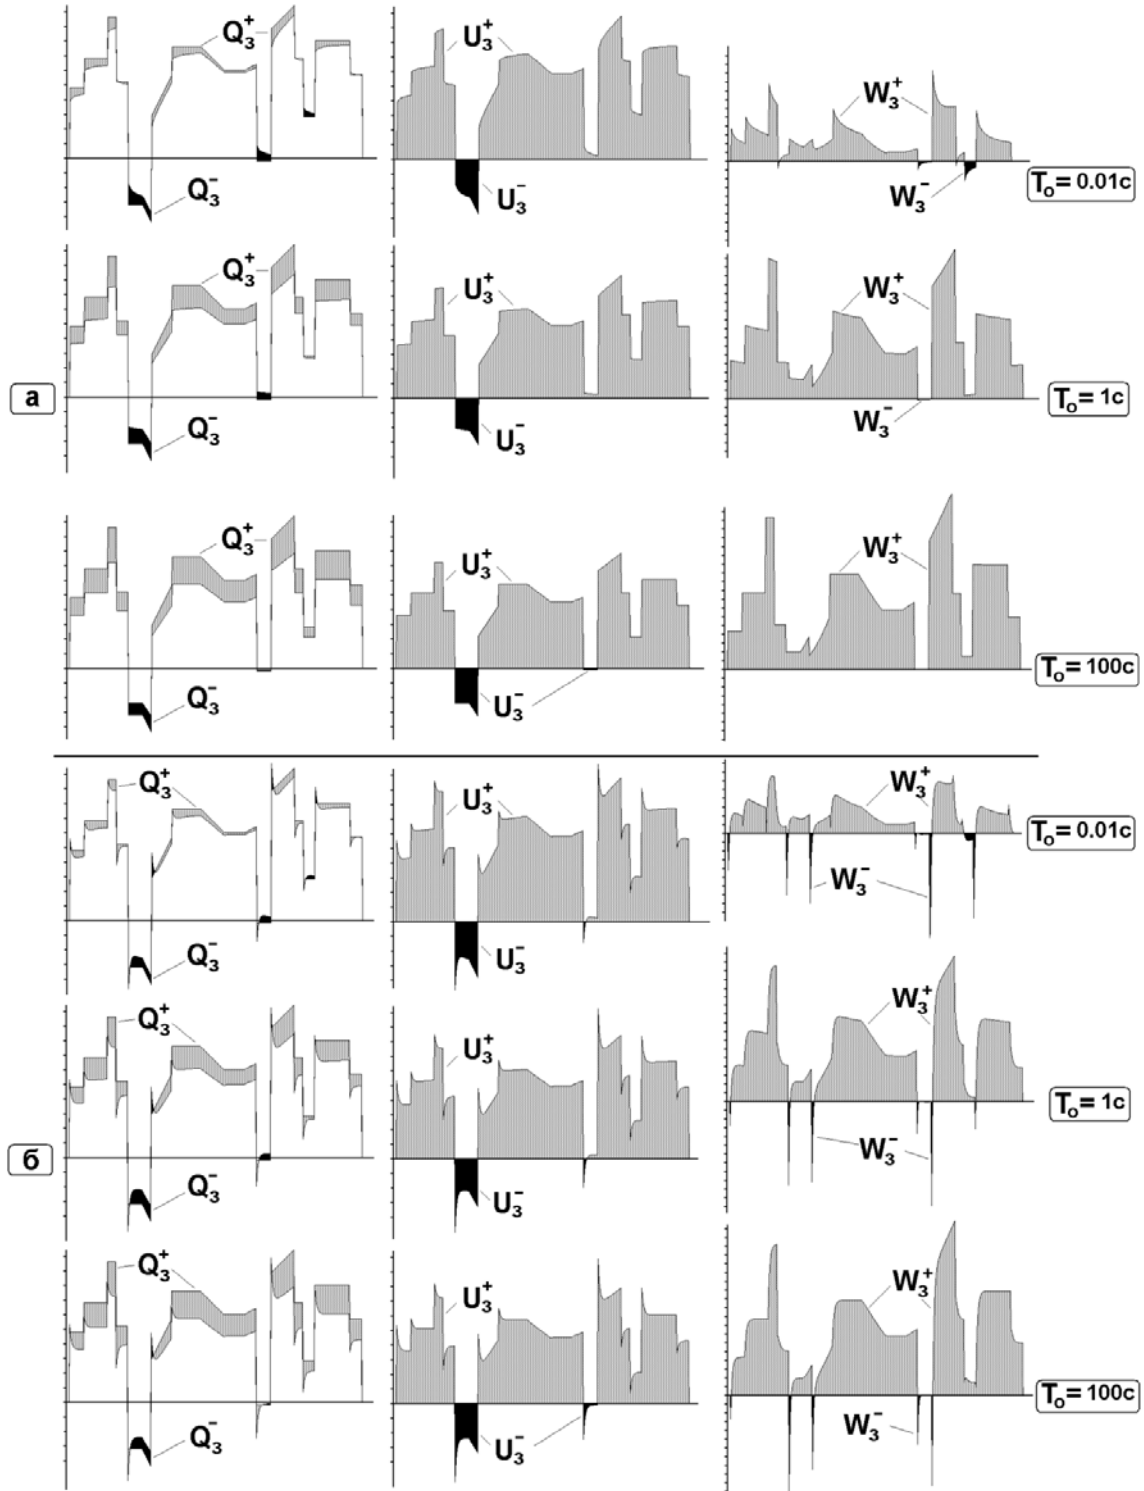 Q₃⁺ U₃⁺ W₃⁺
Q₃⁻ U₃⁻ W₃⁻ Tₒ= 0.01c
Q₃⁺ U₃⁺ W₃⁺
а Q₃⁻ U₃⁻ W₃⁻ Tₒ= 1c
Q₃⁺ U₃⁺ W₃⁺
Q₃⁻ U₃⁻ Tₒ= 100c
Q₃⁺ U₃⁺ W₃⁺ Tₒ= 0.01c
Q₃⁻ U₃⁻ W₃⁻
Q₃⁺ U₃⁺ W₃⁺ Tₒ= 1c
б Q₃⁻ U₃⁻ W₃⁻
Q₃⁺ U₃⁺ W₃⁺ Tₒ= 100c
Q₃⁻ U₃⁻ W₃⁻